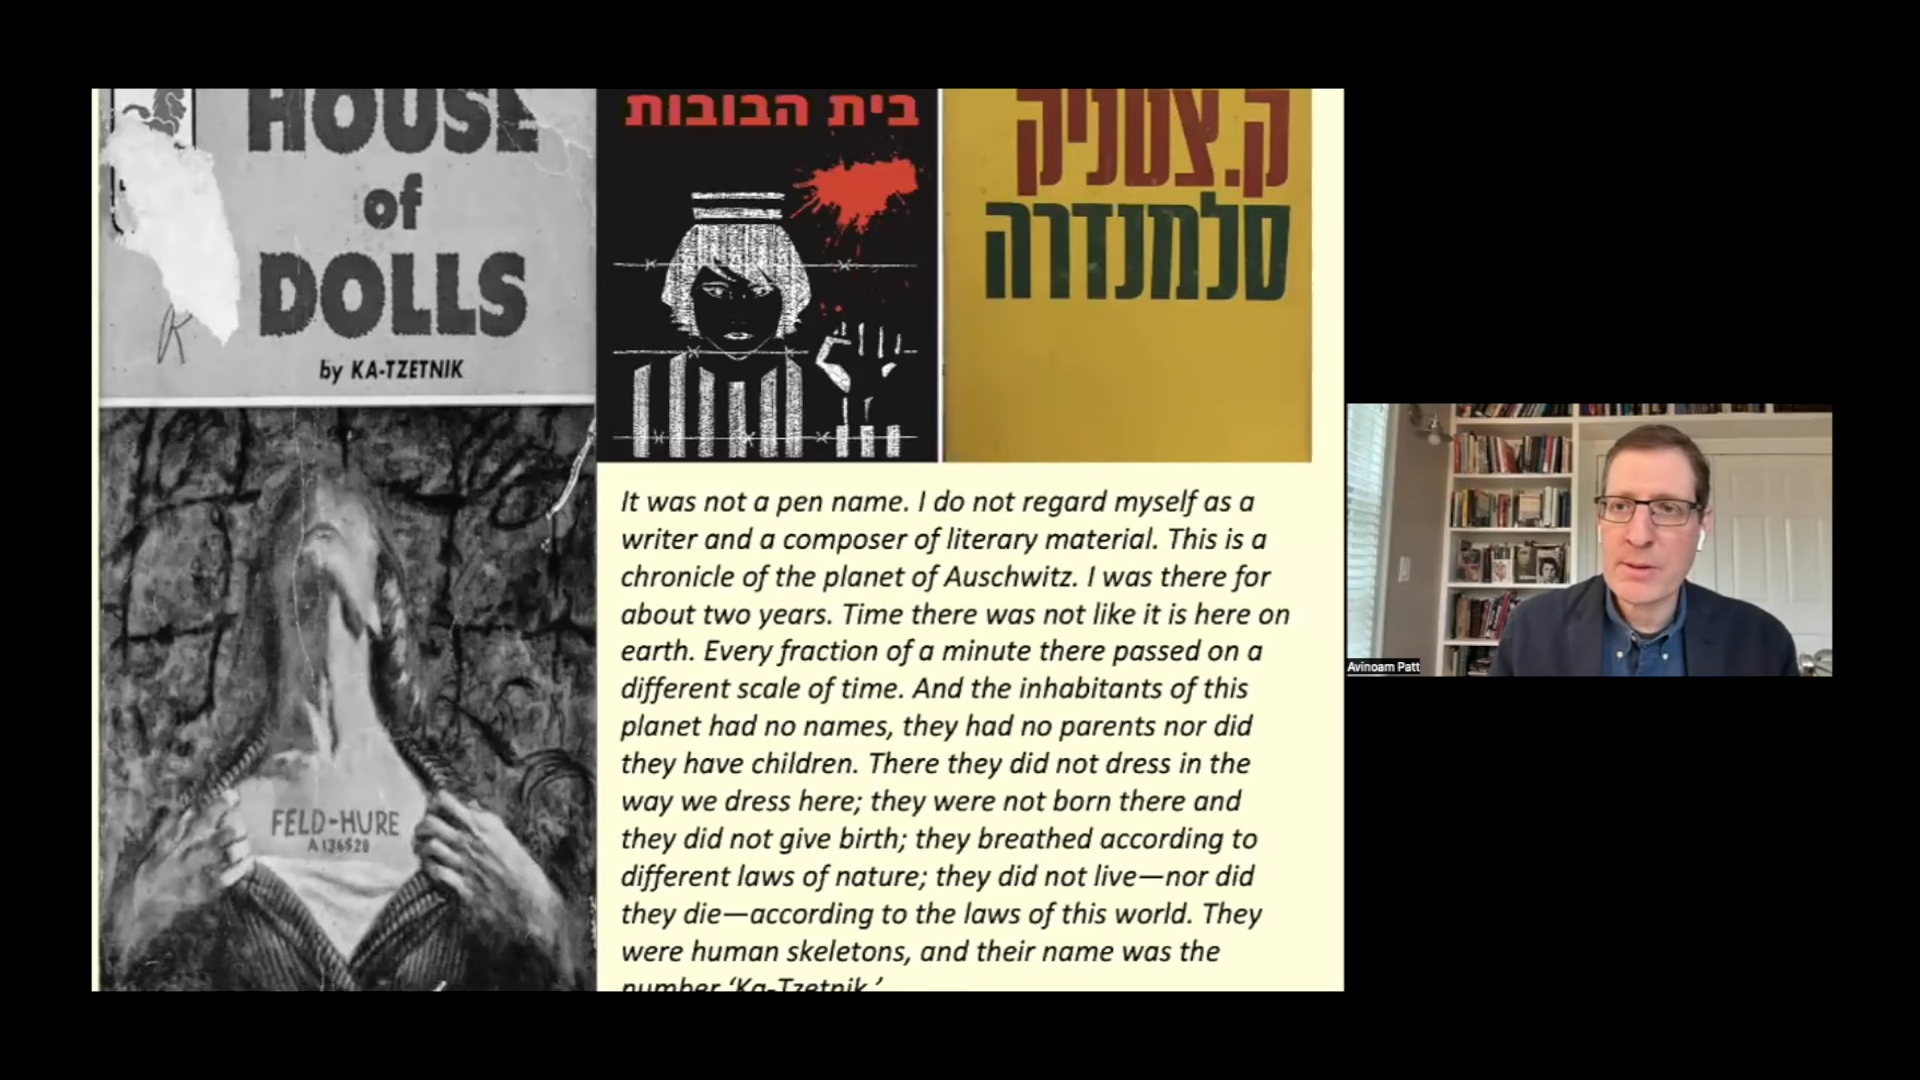 HOUSE
of
DOLLS
by KA-TZETNIK
FELD-HURE
A 136520
בית הבובות
ק.צטניק
סלמנדרה
It was not a pen name. I do not regard myself as a
writer and a composer of literary material. This is a
chronicle of the planet of Auschwitz. I was there for
about two years. Time there was not like it is here on
earth. Every fraction of a minute there passed on a
different scale of time. And the inhabitants of this
planet had no names, they had no parents nor did
they have children. There they did not dress in the
way we dress here; they were not born there and
they did not give birth; they breathed according to
different laws of nature; they did not live—nor did
they die—according to the laws of this world. They
were human skeletons, and their name was the
number ‘Ka-Tzetnik.’
Avinoam Patt